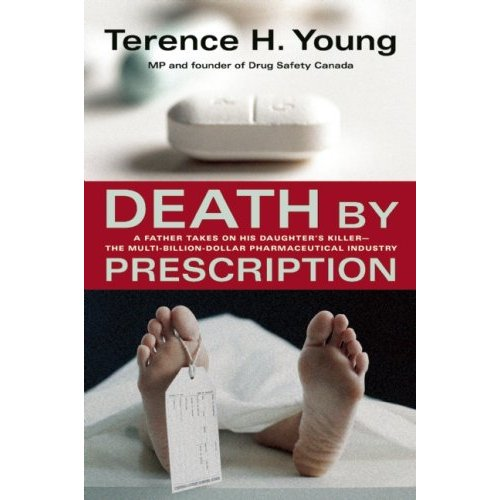 Terence H. Young
MP and founder of Drug Safety Canada
DEATH BY
A FATHER TAKES ON HIS DAUGHTER'S KILLER—
THE MULTI-BILLION-DOLLAR PHARMACEUTICAL INDUSTRY
PRESCRIPTION